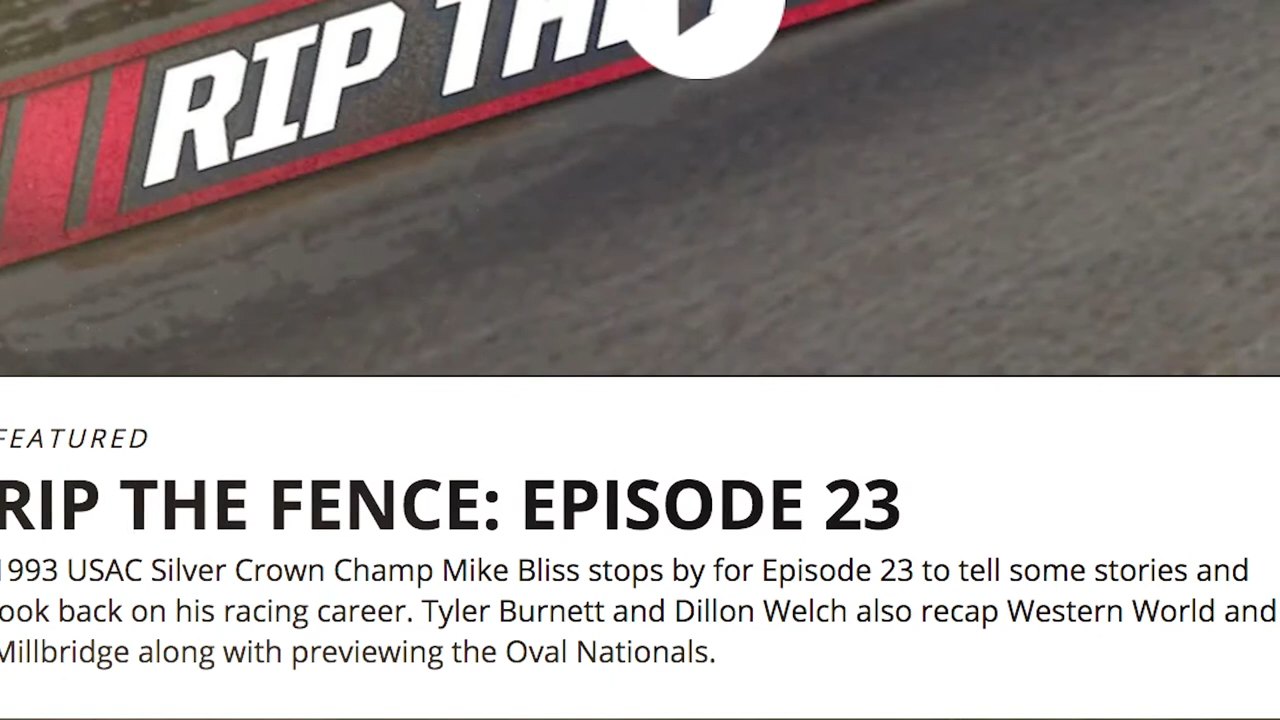 RIP THE
FEATURED
RIP THE FENCE: EPISODE 23
1993 USAC Silver Crown Champ Mike Bliss stops by for Episode 23 to tell some stories and
look back on his racing career. Tyler Burnett and Dillon Welch also recap Western World and
Millbridge along with previewing the Oval Nationals.